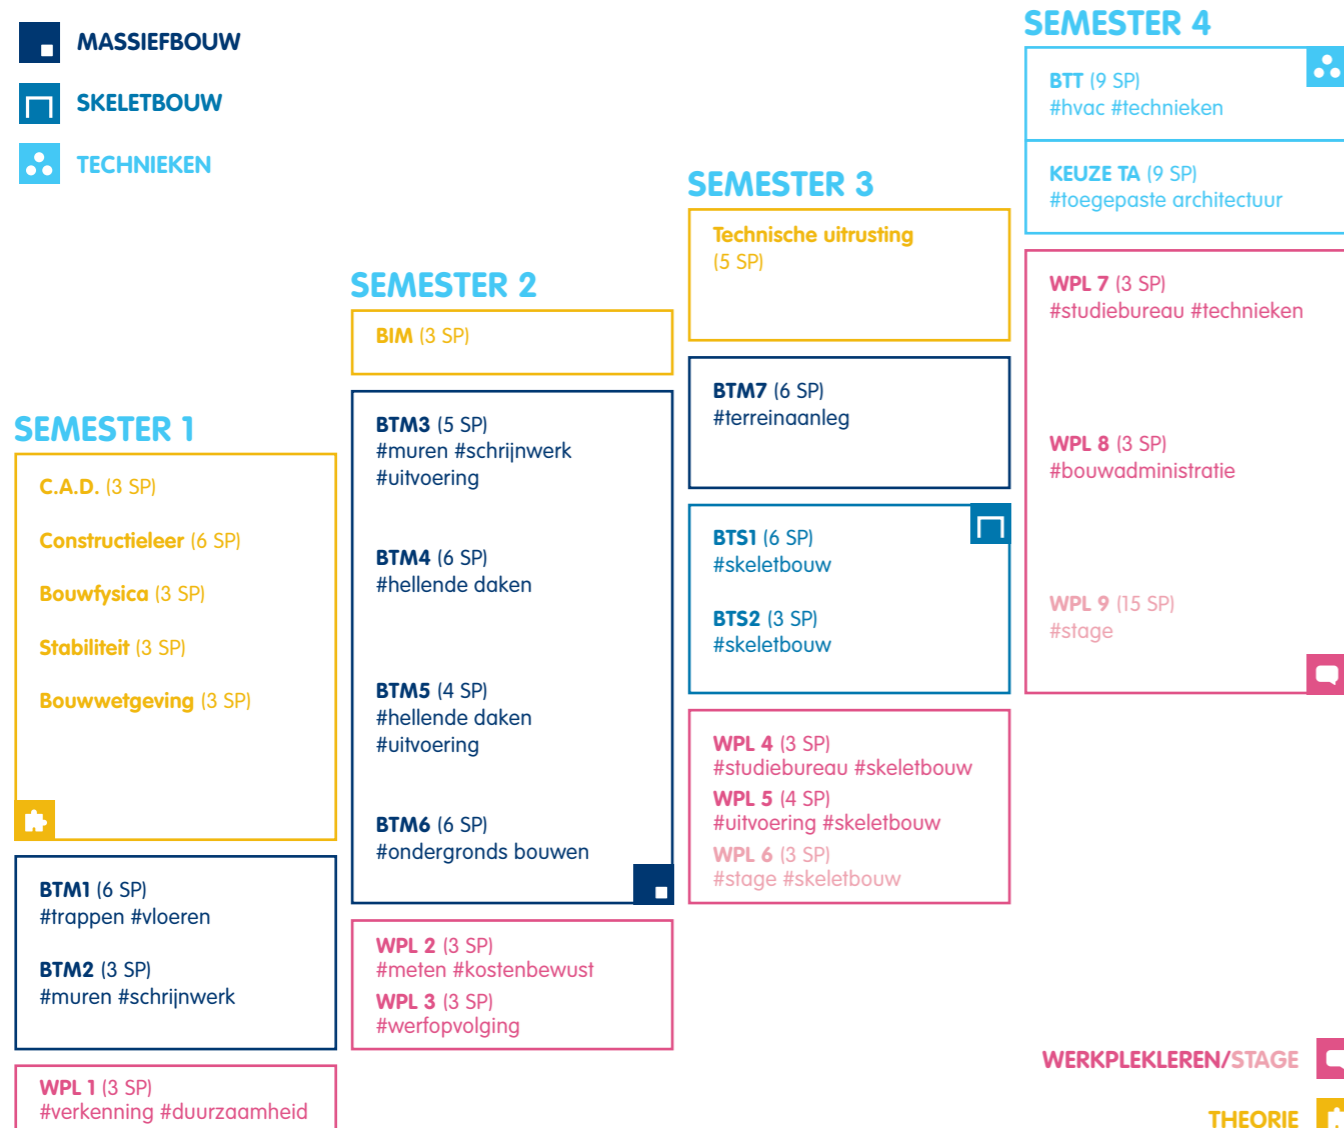 MASSIEFBOUW
SKELETBOUW
TECHNIEKEN
SEMESTER 1
C.A.D. (3 SP)
Constructieleer (6 SP)
Bouwfysica (3 SP)
Stabiliteit (3 SP)
Bouwwetgeving (3 SP)
BTM1 (6 SP)
#trappen #vloeren
BTM2 (3 SP)
#muren #schrijnwerk
WPL 1 (3 SP)
#verkenning #duurzaamheid
SEMESTER 2
BIM (3 SP)
BTM3 (5 SP)
#muren #schrijnwerk
#uitvoering
BTM4 (6 SP)
#hellende daken
BTM5 (4 SP)
#hellende daken
#uitvoering
BTM6 (6 SP)
#ondergronds bouwen
WPL 2 (3 SP)
#meten #kostenbewust
WPL 3 (3 SP)
#werfopvolging
SEMESTER 3
Technische uitrusting
(5 SP)
BTM7 (6 SP)
#terreinaanleg
BTS1 (6 SP)
#skeletbouw
BTS2 (3 SP)
#skeletbouw
WPL 4 (3 SP)
#studiebureau #skeletbouw
WPL 5 (4 SP)
#uitvoering #skeletbouw
WPL 6 (3 SP)
#stage #skeletbouw
SEMESTER 4
BTT (9 SP)
#hvac #technieken
KEUZE TA (9 SP)
#toegepaste architectuur
WPL 7 (3 SP)
#studiebureau #technieken
WPL 8 (3 SP)
#bouwadministratie
WPL 9 (15 SP)
#stage
WERKPLEKLEREN/STAGE
THEORIE